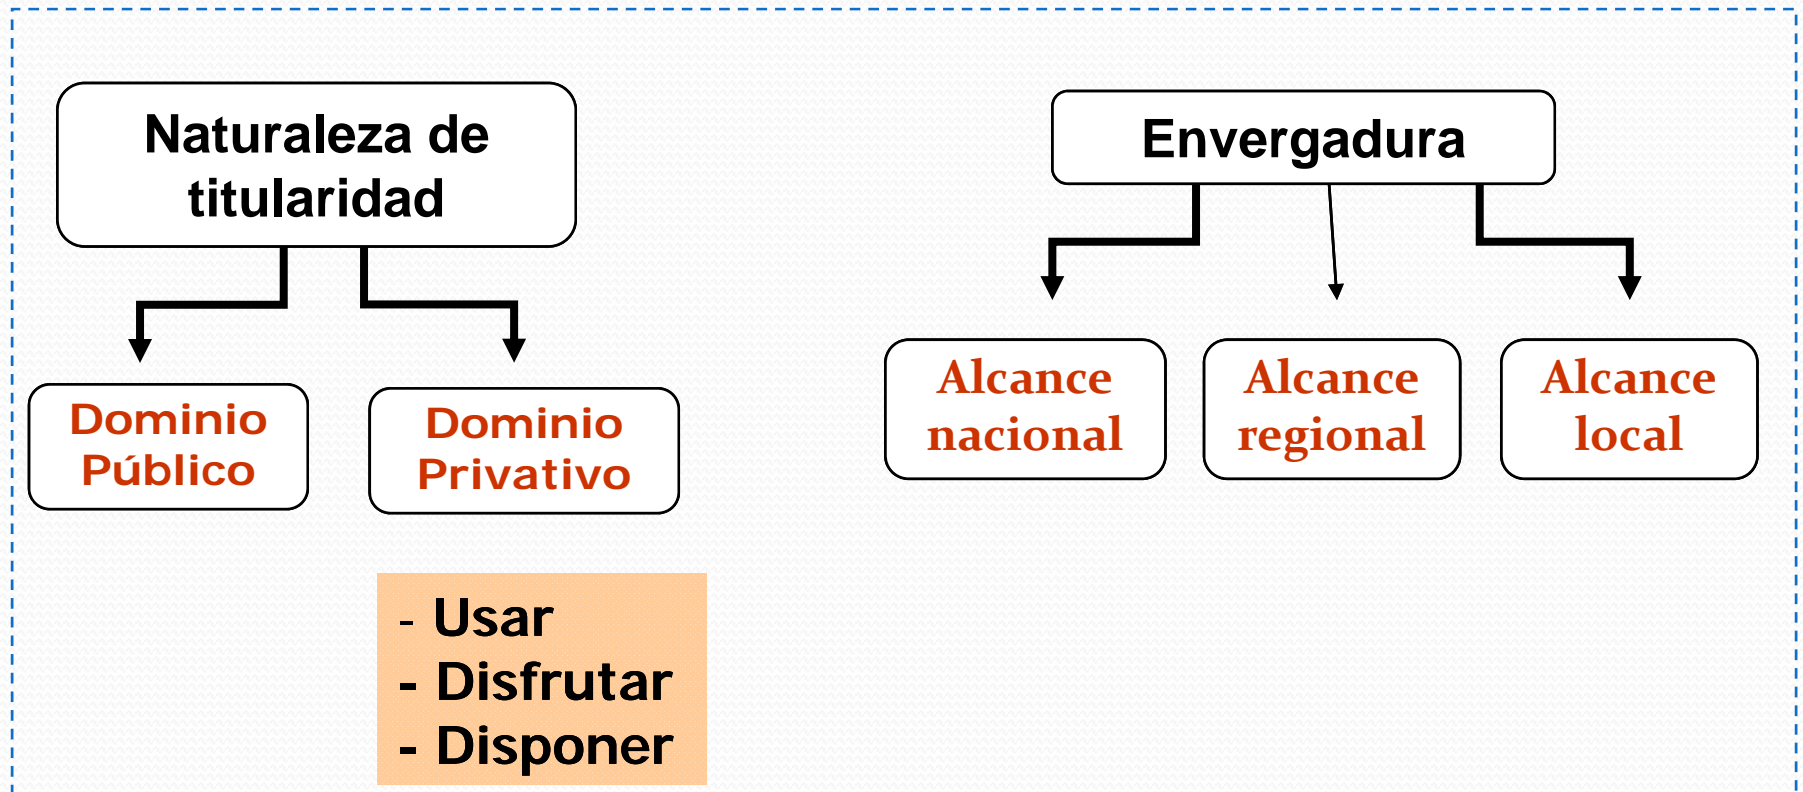 Naturaleza de
titularidad
Dominio
Público
Dominio
Privativo
- Usar
- Disfrutar
- Disponer
Envergadura
Alcance
nacional
Alcance
regional
Alcance
local